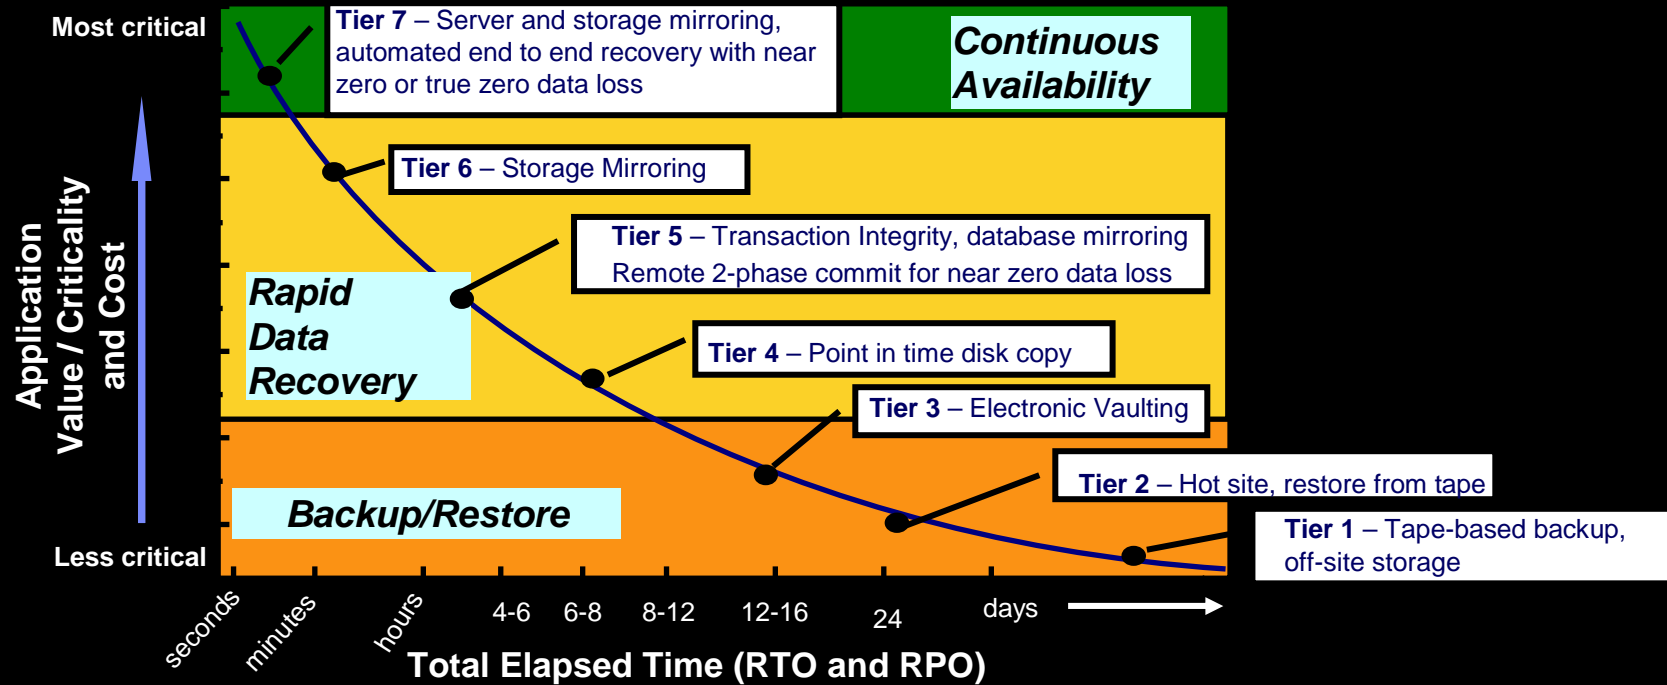 Most critical
Tier 7 – Server and storage mirroring,
automated end to end recovery with near
zero or true zero data loss
Continuous
Availability
Tier 6 – Storage Mirroring
Tier 5 – Transaction Integrity, database mirroring
Remote 2-phase commit for near zero data loss
Rapid
Data
Recovery
Tier 4 – Point in time disk copy
Tier 3 – Electronic Vaulting
Tier 2 – Hot site, restore from tape
Backup/Restore
Tier 1 – Tape-based backup,
off-site storage
Application
Value / Criticality
and Cost
Less critical
seconds
minutes
hours
4-6
6-8
8-12
12-16
24
days
Total Elapsed Time (RTO and RPO)